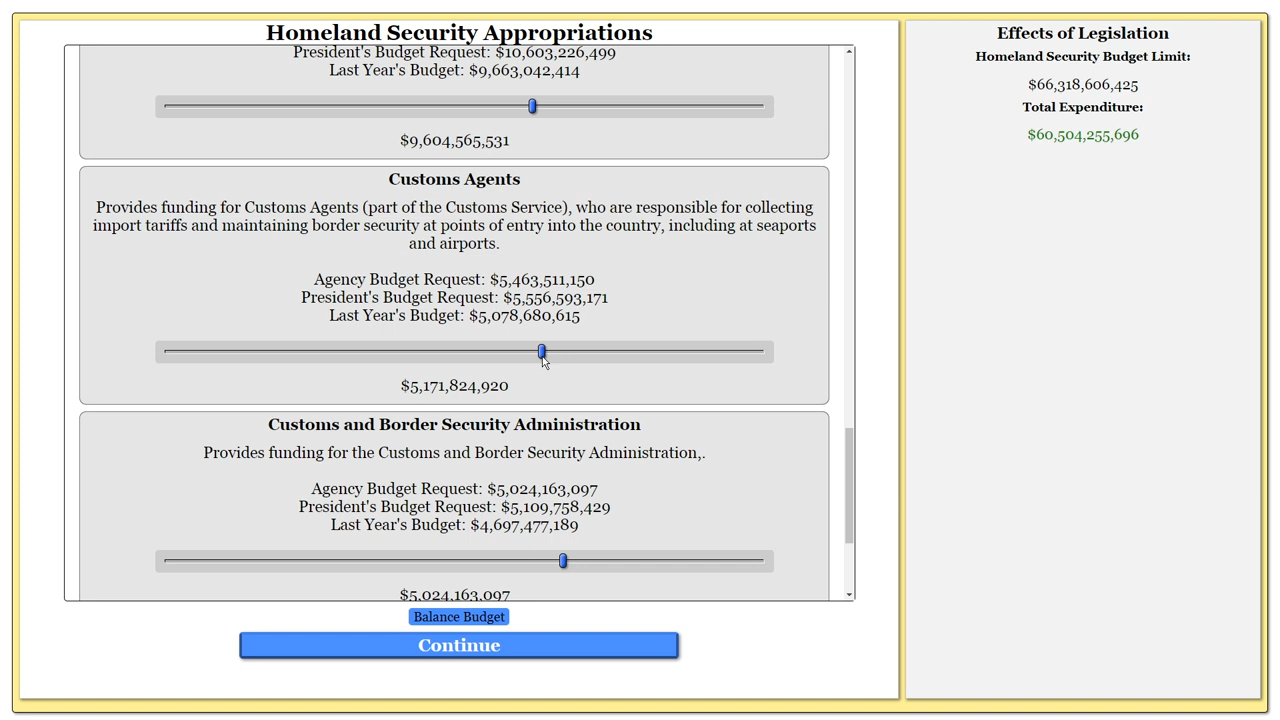 Homeland Security Appropriations
President's Budget Request: $10,603,226,499
Last Year's Budget: $9,663,042,414
$9,604,565,531
Customs Agents
Provides funding for Customs Agents (part of the Customs Service), who are responsible for collecting
import tariffs and maintaining border security at points of entry into the country, including at seaports
and airports.
Agency Budget Request: $5,463,511,150
President's Budget Request: $5,556,593,171
Last Year's Budget: $5,078,680,615
$5,171,824,920
Customs and Border Security Administration
Provides funding for the Customs and Border Security Administration,.
Agency Budget Request: $5,024,163,097
President's Budget Request: $5,109,758,429
Last Year's Budget: $4,697,477,189
$5,024,163,097
Balance Budget
Continue
Effects of Legislation
Homeland Security Budget Limit:
$66,318,606,425
Total Expenditure:
$60,504,255,696